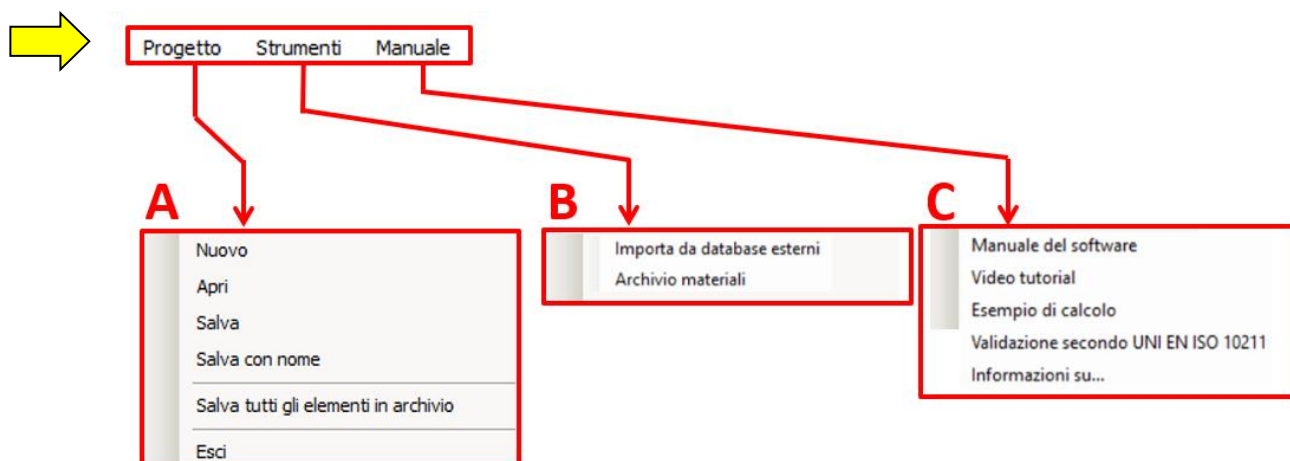 Progetto Strumenti Manuale
A
Nuovo
Apri
Salva
Salva con nome
Salva tutti gli elementi in archivio
Esci
B
Importa da database esterni
Archivio materiali
C
Manuale del software
Video tutorial
Esempio di calcolo
Validazione secondo UNI EN ISO 10211
Informazioni su...